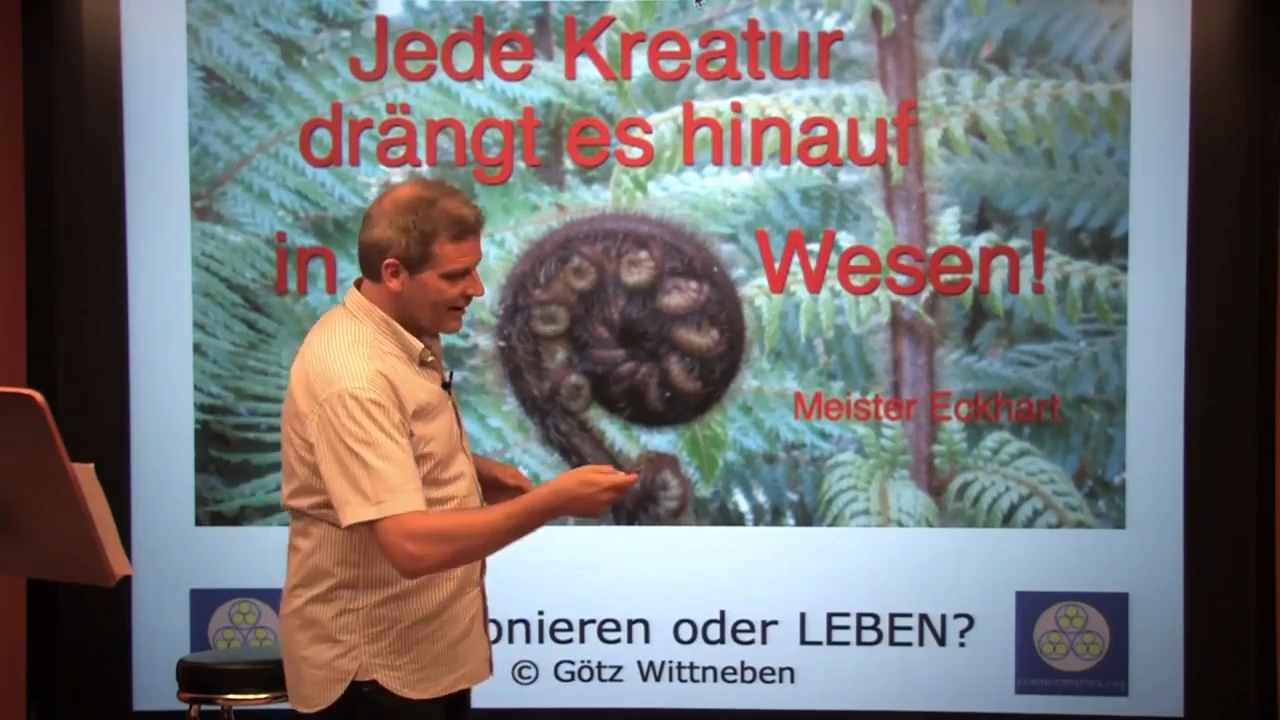 Jede Kreatur
drängt es hinauf
in Wesen!
Meister Eckhart
onieren oder LEBEN?
© Götz Wittneben